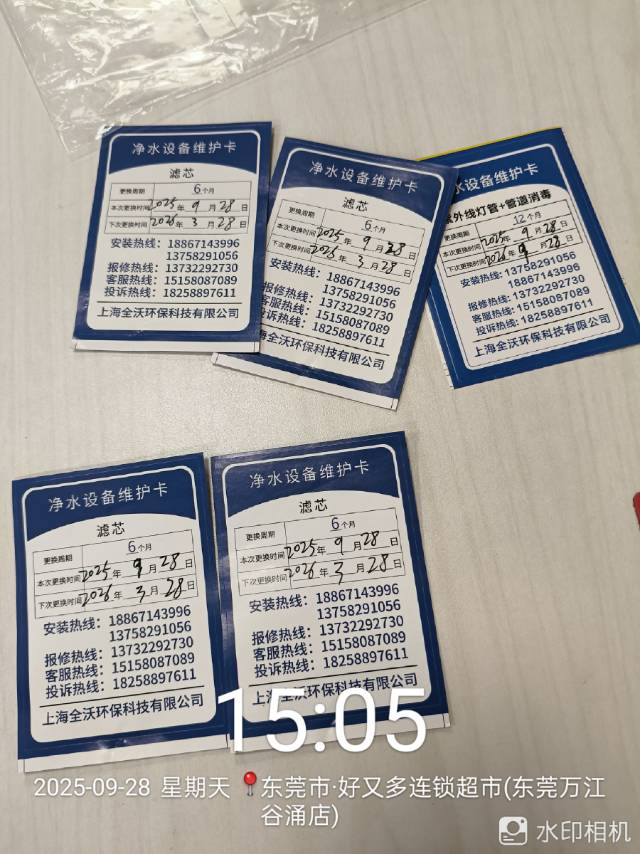 净水设备维护卡
滤芯
更换周期 6个月
本次更换时间 2025年 9月 28日
下次更换时间 2026年 3月 28日
安装热线：18867143996
13758291056
报修热线：13732292730
客服热线：15158087089
投诉热线：18258897611
上海全沃环保科技有限公司
净水设备维护卡
滤芯
更换周期 6个月
本次更换时间 2025年 9月 28日
下次更换时间 2026年 3月 28日
安装热线：18867143996
13758291056
报修热线：13732292730
客服热线：15158087089
投诉热线：18258897611
上海全沃环保科技有限公司
水设备维护卡
紫外线灯管+管道消毒
更换周期 12个月
本次更换时间 2025年 9月 28日
下次更换时间 2026年 9月 28日
安装热线：13758291056
18867143996
报修热线：13732292730
客服热线：15158087089
投诉热线：18258897611
上海全沃环保科技有限公司
净水设备维护卡
滤芯
更换周期 6个月
本次更换时间 2025年 9月 28日
下次更换时间 2026年 3月 28日
安装热线：18867143996
13758291056
报修热线：13732292730
客服热线：15158087089
投诉热线：18258897611
上海全沃环保科技有限公司
净水设备维护卡
滤芯
更换周期 6个月
本次更换时间 2025年 9月 28日
下次更换时间 2026年 3月 28日
安装热线：18867143996
13758291056
报修热线：13732292730
客服热线：15158087089
投诉热线：18258897611
上海全沃环保科技有限公司
15:05
2025-09-28 星期天 东莞市·好又多连锁超市(东莞万江
谷涌店)
水印相机